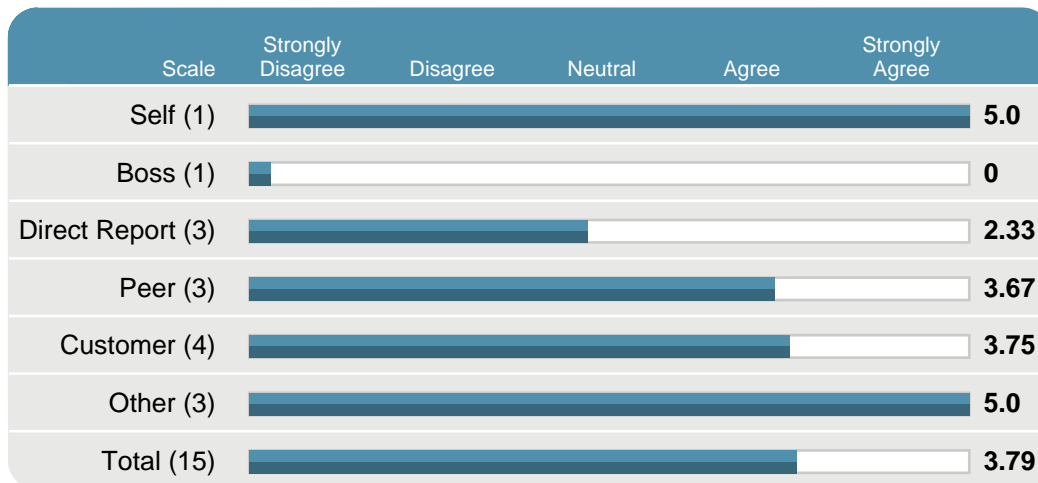 Scale Strongly Disagree Disagree Neutral Agree Strongly Agree
Self (1) 5.0
Boss (1) 0
Direct Report (3) 2.33
Peer (3) 3.67
Customer (4) 3.75
Other (3) 5.0
Total (15) 3.79